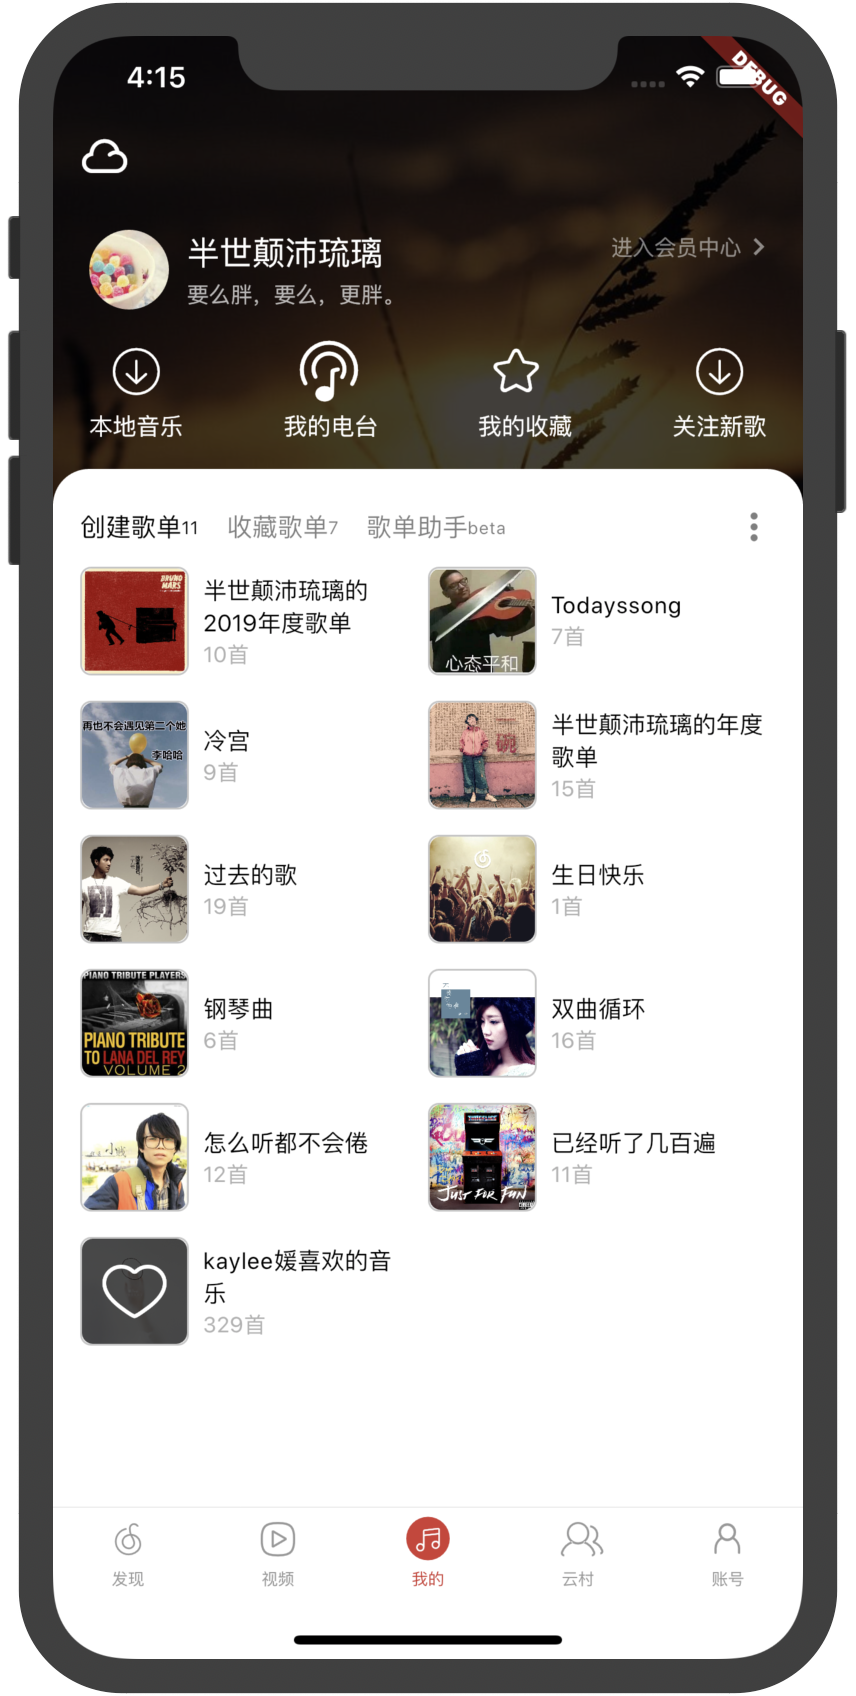 4:15
DEBUG
半世颠沛琉璃
进入会员中心
要么胖，要么，更胖。
本地音乐
我的电台
我的收藏
关注新歌
创建歌单11
收藏歌单7
歌单助手beta
BRUNO MARS
半世颠沛琉璃的
2019年度歌单
10首
心态平和
Todayssong
7首
再也不会遇见第二个她
李哈哈
冷宫
9首
半世颠沛琉璃的年度
歌单
15首
过去的歌
19首
生日快乐
1首
PIANO TRIBUTE PLAYERS
PIANO TRIBUTE
TO LANA DEL REY
VOLUME 2
钢琴曲
6首
双曲循环
16首
怎么听都不会倦
12首
JUST FOR FUN
已经听了几百遍
11首
kaylee媛喜欢的音
乐
329首
发现
视频
我的
云村
账号